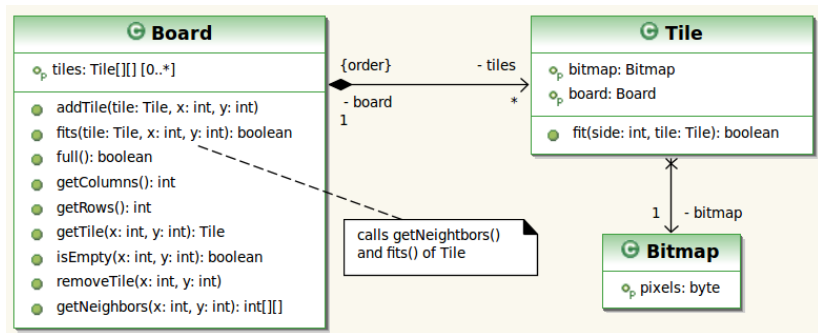 C Board
tiles: Tile[][] [0..*]
addTile(tile: Tile, x: int, y: int)
fits(tile: Tile, x: int, y: int): boolean
full(): boolean
getColumns(): int
getRows(): int
getTile(x: int, y: int): Tile
isEmpty(x: int, y: int): boolean
removeTile(x: int, y: int)
getNeighbors(x: int, y: int): int[][]
{order}
- tiles
- board
*
1
C Tile
bitmap: Bitmap
board: Board
fit(side: int, tile: Tile): boolean
calls getNeightbors()
and fits() of Tile
1 - bitmap
C Bitmap
pixels: byte